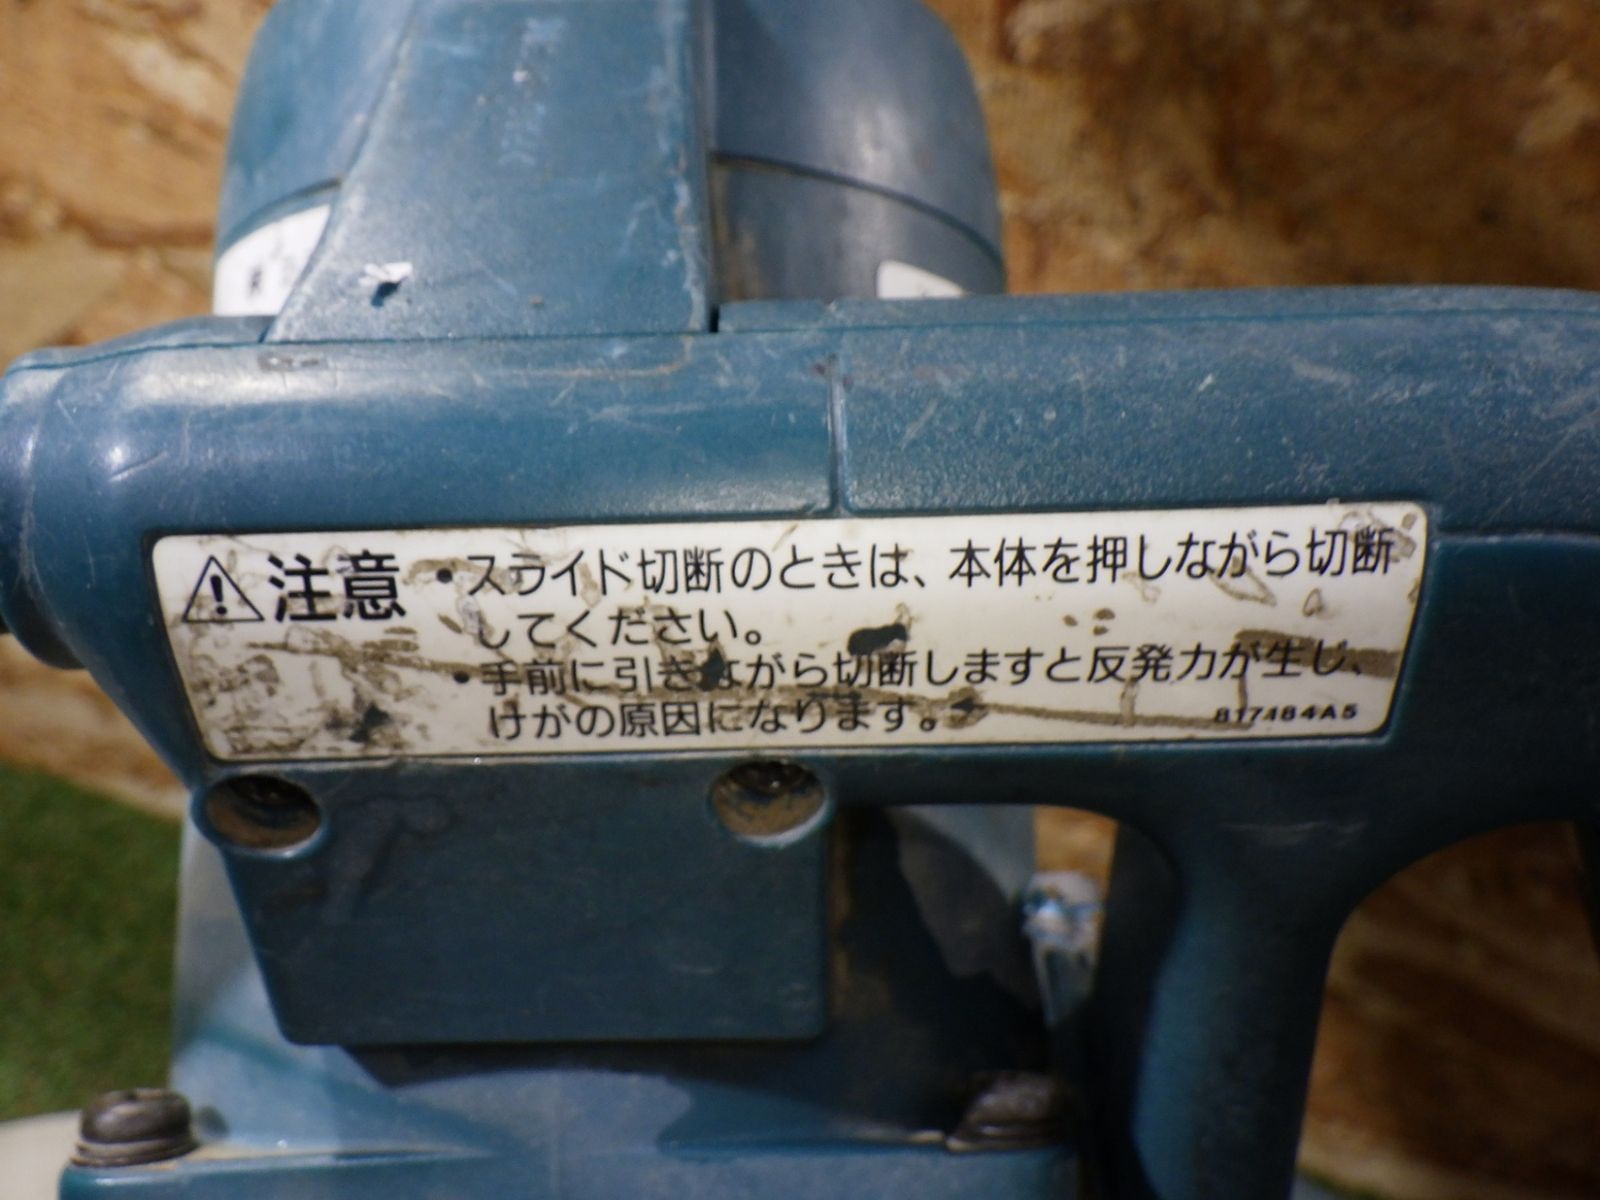 注意 ・スライド切断のときは、本体を押しながら切断
してください。
・手前に引きながら切断しますと反発力が生じ、
けがの原因になります。 817484A5